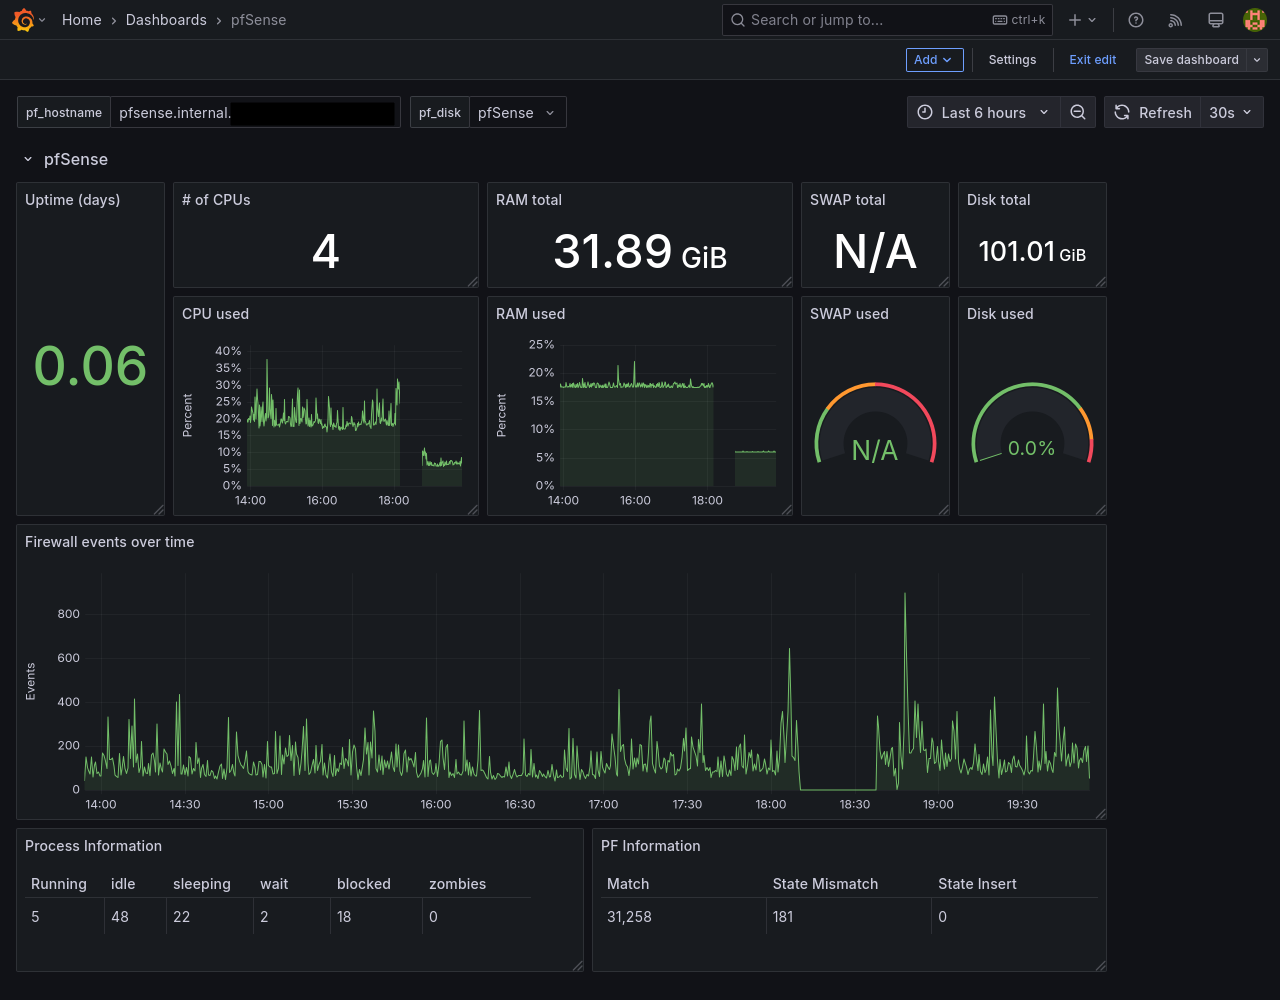 Home › Dashboards › pfSense
Search or jump to... ctrl+k
Add Settings Exit edit Save dashboard
pf_hostname pfsense.internal. pf_disk pfSense Last 6 hours Refresh 30s
pfSense
Uptime (days)
0.06
# of CPUs
4
RAM total
31.89 GiB
SWAP total
N/A
Disk total
101.01 GiB
CPU used
Percent
40%
35%
30%
25%
20%
15%
10%
5%
0%
14:00 16:00 18:00
RAM used
Percent
25%
20%
15%
10%
5%
0%
14:00 16:00 18:00
SWAP used
N/A
Disk used
0.0%
Firewall events over time
Events
800
600
400
200
0
14:00 14:30 15:00 15:30 16:00 16:30 17:00 17:30 18:00 18:30 19:00 19:30
Process Information
Running idle sleeping wait blocked zombies
5 48 22 2 18 0
PF Information
Match State Mismatch State Insert
31,258 181 0